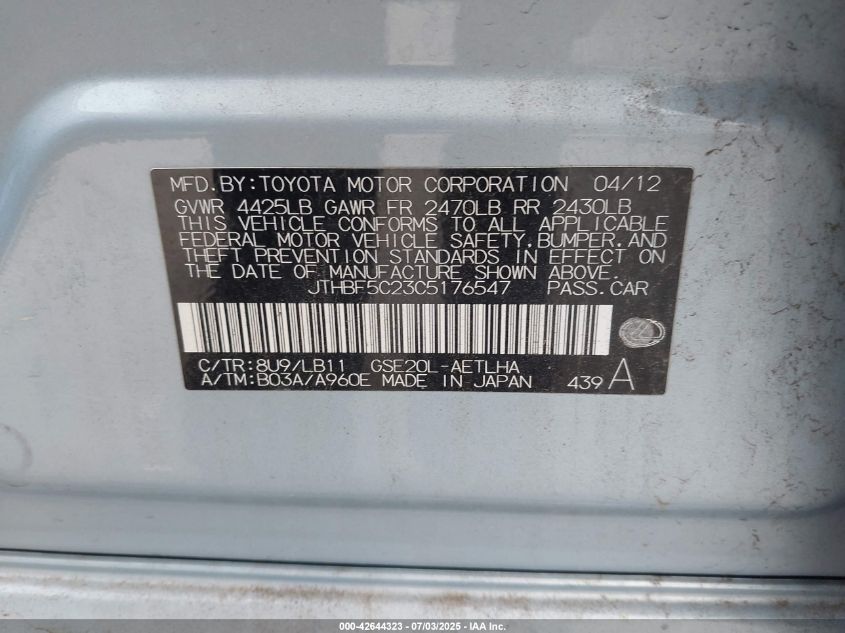 MFD.BY:TOYOTA MOTOR CORPORATION 04/12
GVWR 4425LB GAWR FR 2470LB RR 2430LB
THIS VEHICLE CONFORMS TO ALL APPLICABLE
FEDERAL MOTOR VEHICLE SAFETY,BUMPER,AND
THEFT PREVENTION STANDARDS IN EFFECT ON
THE DATE OF MANUFACTURE SHOWN ABOVE.
JTHBF5C23C5176547 PASS.CAR
C/TR:8U9/LB11 GSE20L-AETLHA
A/TM:B03A/A960E MADE IN JAPAN 439 A
000-42644323 - 07/03/2025 - IAA Inc.